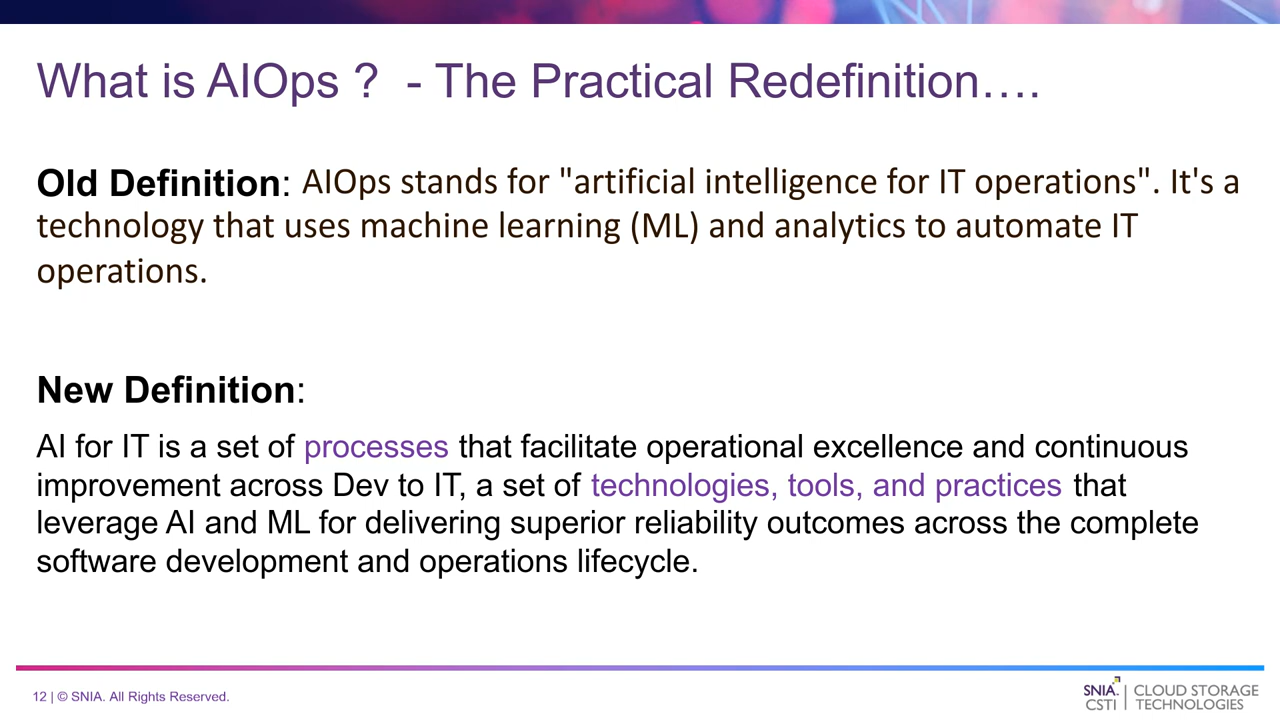 What is AIOps ?  - The Practical Redefinition….
Old Definition: AIOps stands for "artificial intelligence for IT operations". It's a
technology that uses machine learning (ML) and analytics to automate IT
operations.
New Definition:
AI for IT is a set of processes that facilitate operational excellence and continuous
improvement across Dev to IT, a set of technologies, tools, and practices that
leverage AI and ML for delivering superior reliability outcomes across the complete
software development and operations lifecycle.
12 | © SNIA. All Rights Reserved.
SNIA. | CLOUD STORAGE
CSTI | TECHNOLOGIES